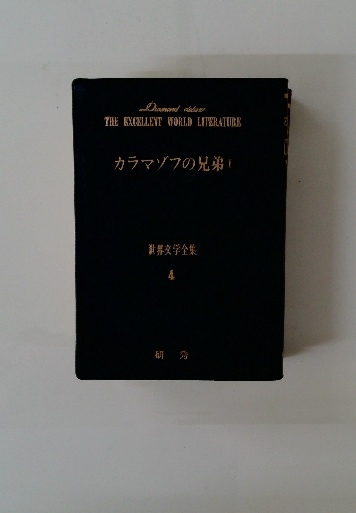 Diamond deluxe
THE EXCELLENT WORLD LITERATURE
カラマゾフの兄弟 I
世界文学全集
4
研秀